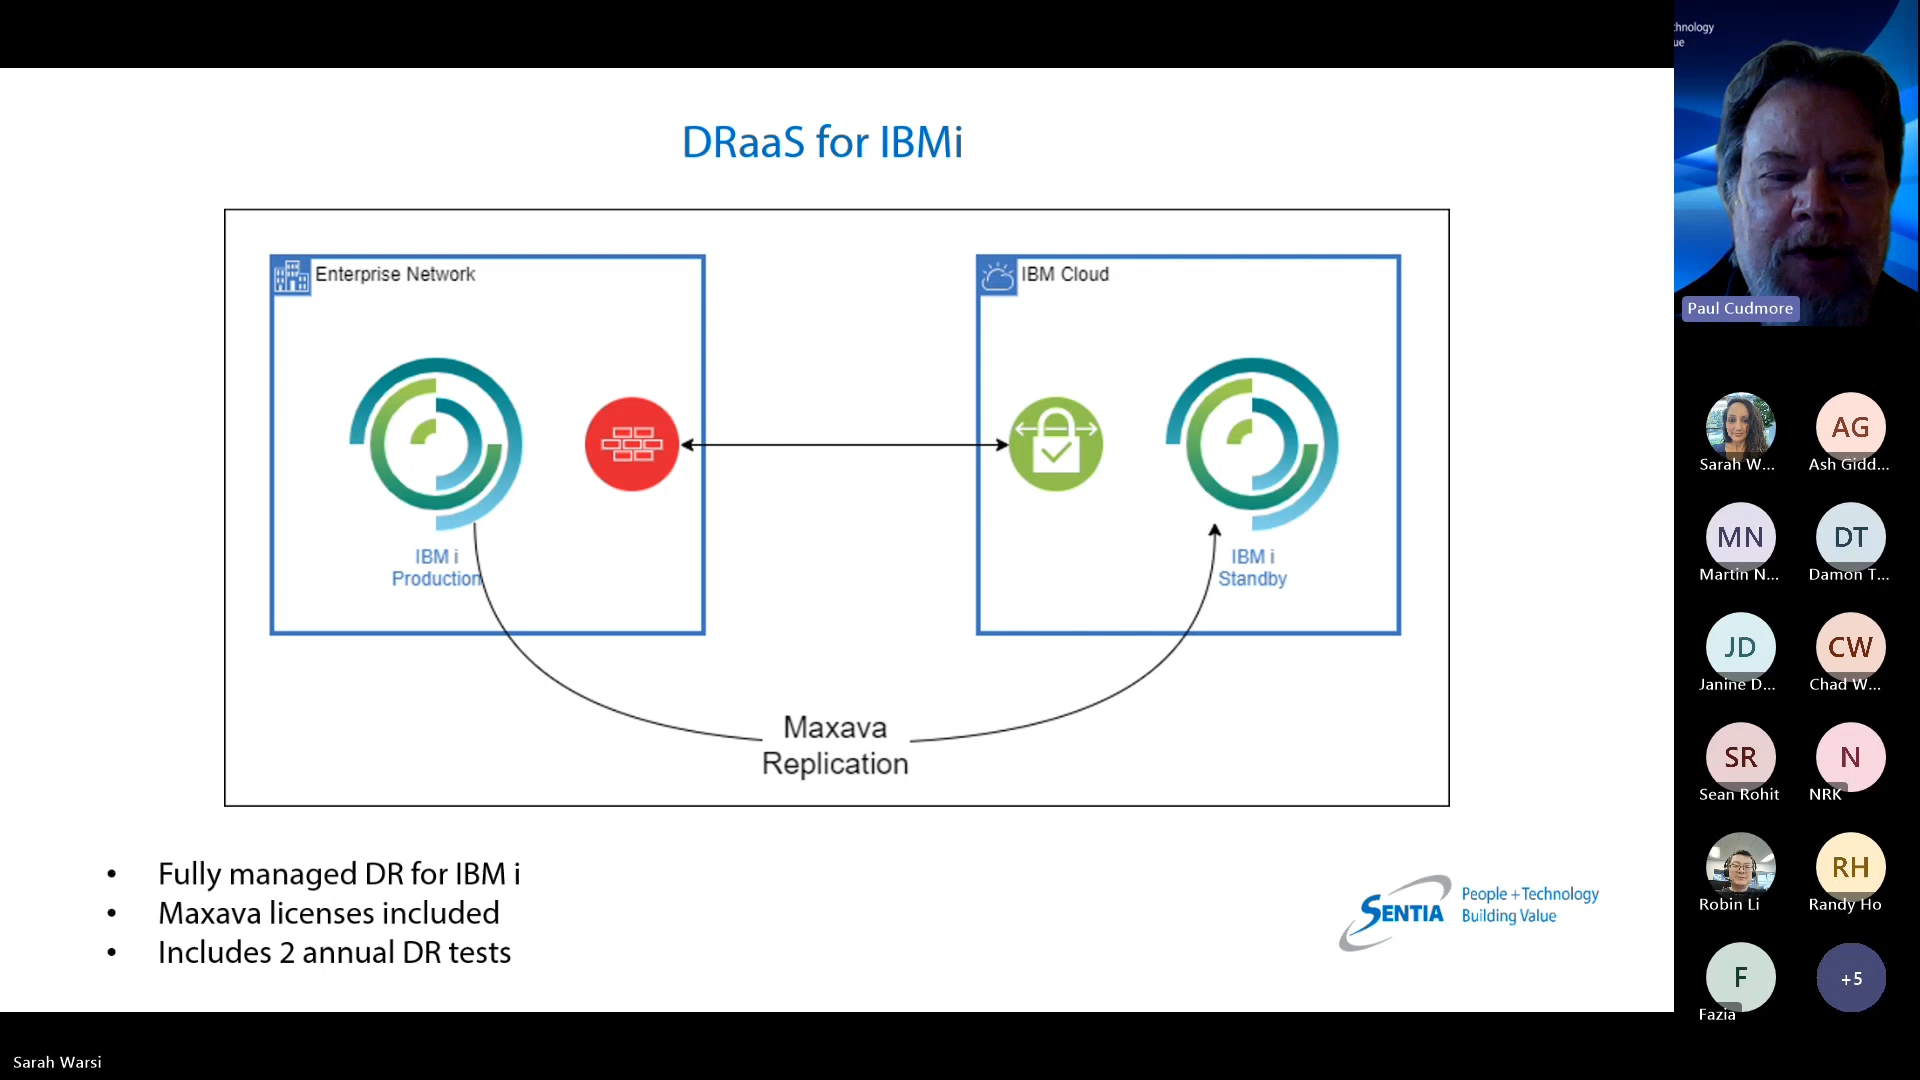 DRaaS for IBMi
Enterprise Network
IBM Cloud
IBM i
Production
IBM i
Standby
Maxava
Replication
• Fully managed DR for IBM i
• Maxava licenses included
• Includes 2 annual DR tests
SENTIA
People + Technology
Building Value
hnology
ue
Paul Cudmore
Sarah W...
AG
Ash Gidd...
MN
Martin N...
DT
Damon T...
JD
Janine D...
CW
Chad W...
SR
Sean Rohit
N
NRK
Robin Li
RH
Randy Ho
F
Fazia
+5
Sarah Warsi